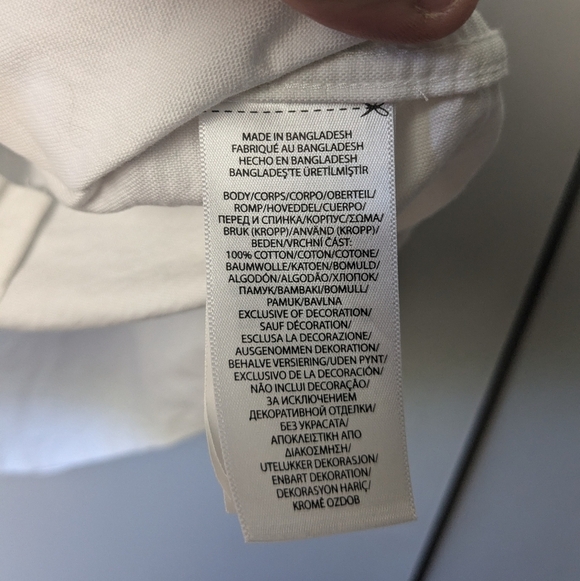 MADE IN BANGLADESH
FABRIQUÉ AU BANGLADESH
HECHO EN BANGLADESH
BANGLADEŞ'TE ÜRETİLMİŞTİR
BODY/CORPS/CORPO/OBERTEIL/
ROMP/HOVEDDEL/CUERPO/
ПЕРЕД И СПИНКА/КОРПУС/ΣΩΜΑ/
BRUK (KROPP)/ANVÄND (KROPP)/
BEDEN/VRCHNÍ ČÁST:
100% COTTON/COTON/COTONE/
BAUMWOLLE/KATOEN/BOMULD/
ALGODÓN/ALGODÃO/ХЛОПОК/
ПАМУК/ΒΑΜΒΑΚΙ/BOMULL/
PAMUK/BAVLNA
EXCLUSIVE OF DECORATION/
SAUF DÉCORATION/
ESCLUSA LA DECORAZIONE/
AUSGENOMMEN DEKORATION/
BEHALVE VERSIERING/UDEN PYNT/
EXCLUSIVO DE LA DECORACIÓN/
NÃO INCLUI DECORAÇÃO/
ЗА ИСКЛЮЧЕНИЕМ
ДЕКОРАТИВНОЙ ОТДЕЛКИ/
БЕЗ УКРАСАТА/
ΑΠΟΚΛΕΙΣΤΙΚΗ ΑΠΟ
ΔΙΑΚΟΣΜΗΣΗ/
UTELUKKER DEKORASJON/
ENBART DEKORATION/
DEKORASYON HARİÇ/
KROMĚ OZDOB